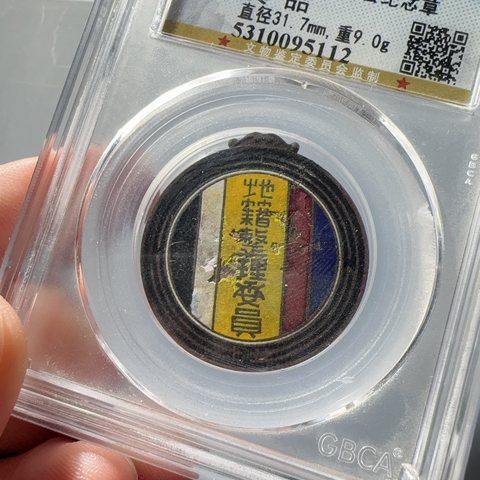 品
直径31.7mm,重9.0g
5310095112
文物鉴定委员会监制
地籍整理委員
GBCA
GBCA®